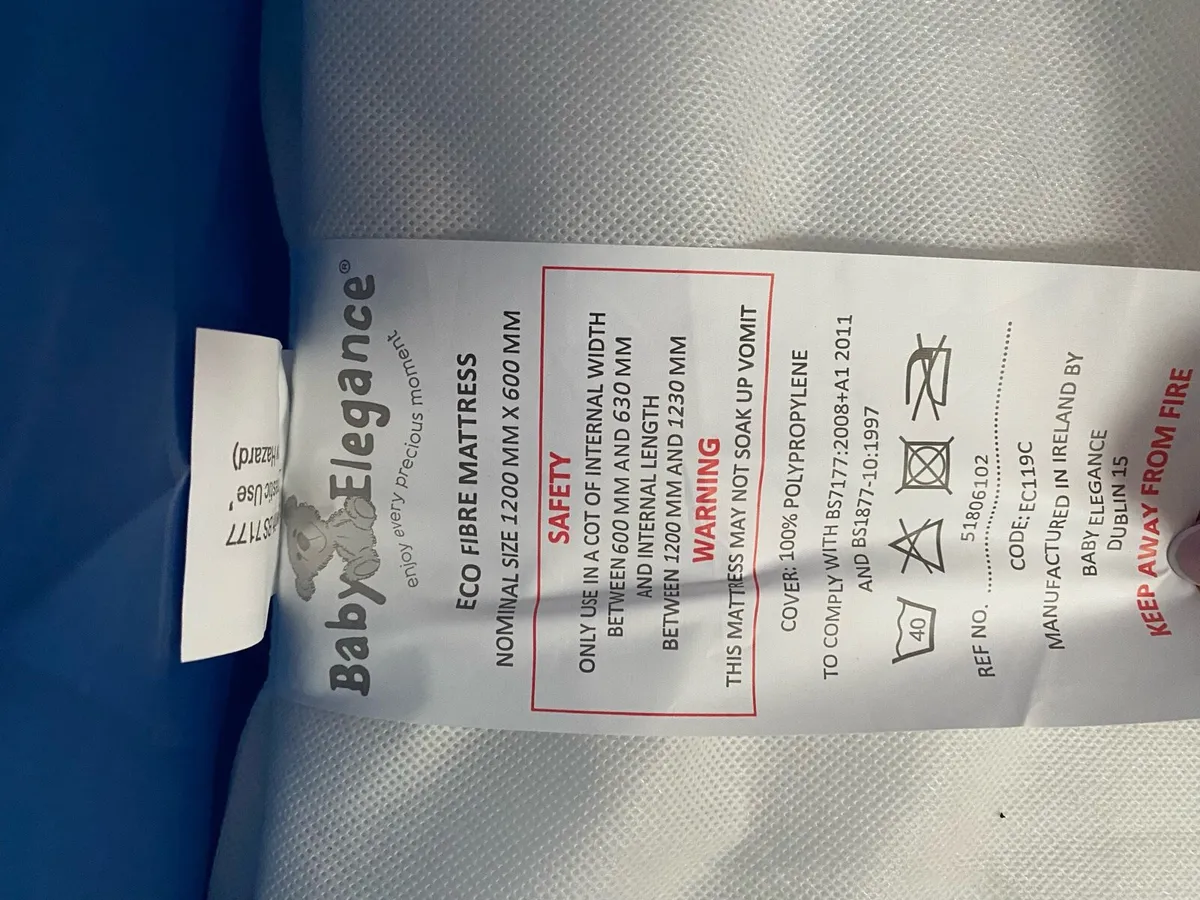 BabyElegance®
enjoy every precious moment
ECO FIBRE MATTRESS
NOMINAL SIZE 1200 MM X 600 MM
SAFETY
ONLY USE IN A COT OF INTERNAL WIDTH
BETWEEN 600 MM AND 630 MM
AND INTERNAL LENGTH
BETWEEN 1200 MM AND 1230 MM
WARNING
THIS MATTRESS MAY NOT SOAK UP VOMIT
COVER: 100% POLYPROPYLENE
TO COMPLY WITH BS7177:2008+A1 2011
AND BS1877-10:1997
40
REF NO. 51806102
CODE: EC119C
MANUFACTURED IN IRELAND BY
BABY ELEGANCE
DUBLIN 15
KEEP AWAY FROM FIRE
BS7177
Use
Hazard)